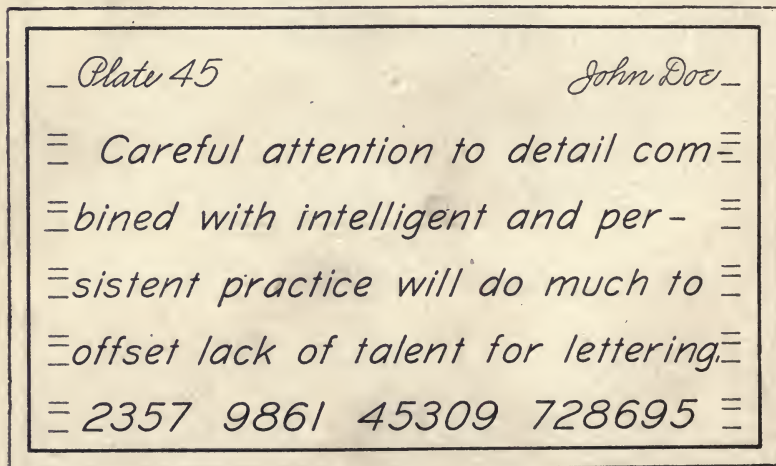 Plate 45 John Doe
Careful attention to detail com-
bined with intelligent and per-
sistent practice will do much to
offset lack of talent for lettering.
2357 9861 45309 728695